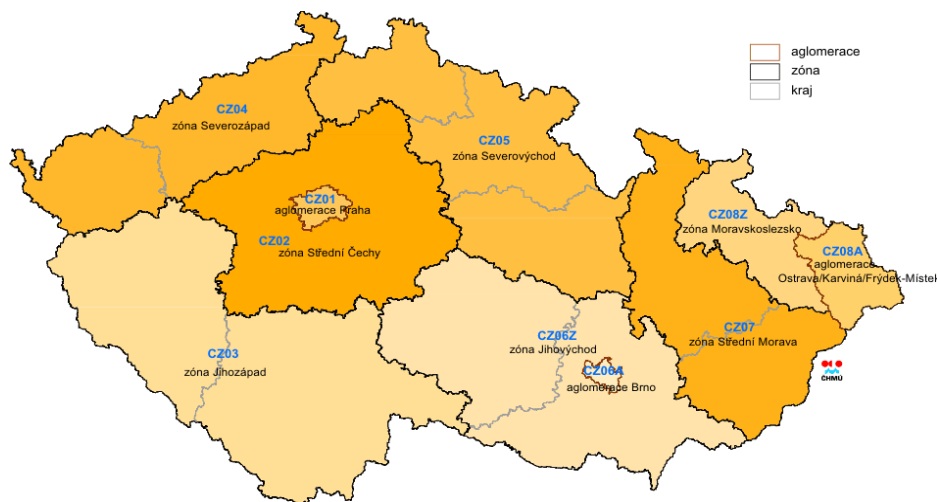 aglomerace
zóna
kraj
CZ04
zóna Severozápad
CZ05
zóna Severovýchod
CZ01
aglomerace Praha
CZ02
zóna Střední Čechy
CZ08Z
zóna Moravskoslezsko
CZ08A
aglomerace
Ostrava/Karviná/Frýdek-Místek
CZ03
zóna Jihozápad
CZ06Z
zóna Jihovýchod
CZ06A
aglomerace Brno
CZ07
zóna Střední Morava
ČHMÚ